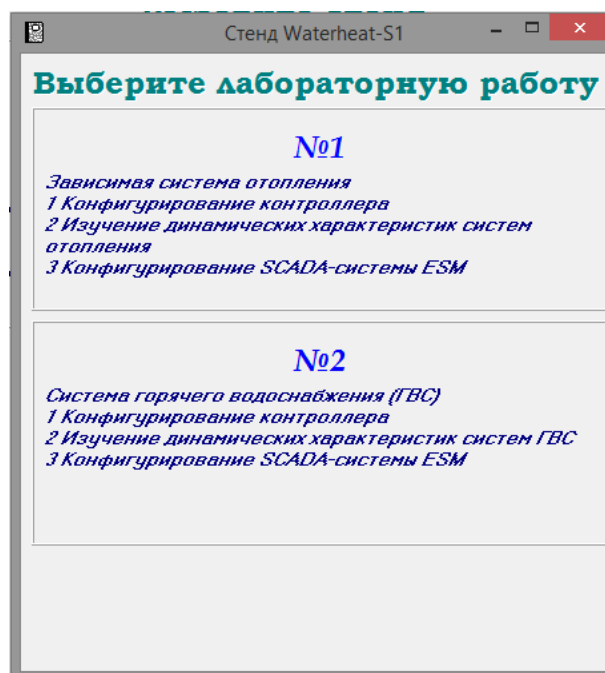 Стенд Waterheat-S1
Выберите лабораторную работу
№1
Зависимая система отопления
1 Конфигурирование контроллера
2 Изучение динамических характеристик систем
отопления
3 Конфигурирование SCADA-системы ESM
№2
Система горячего водоснабжения (ГВС)
1 Конфигурирование контроллера
2 Изучение динамических характеристик систем ГВС
3 Конфигурирование SCADA-системы ESM